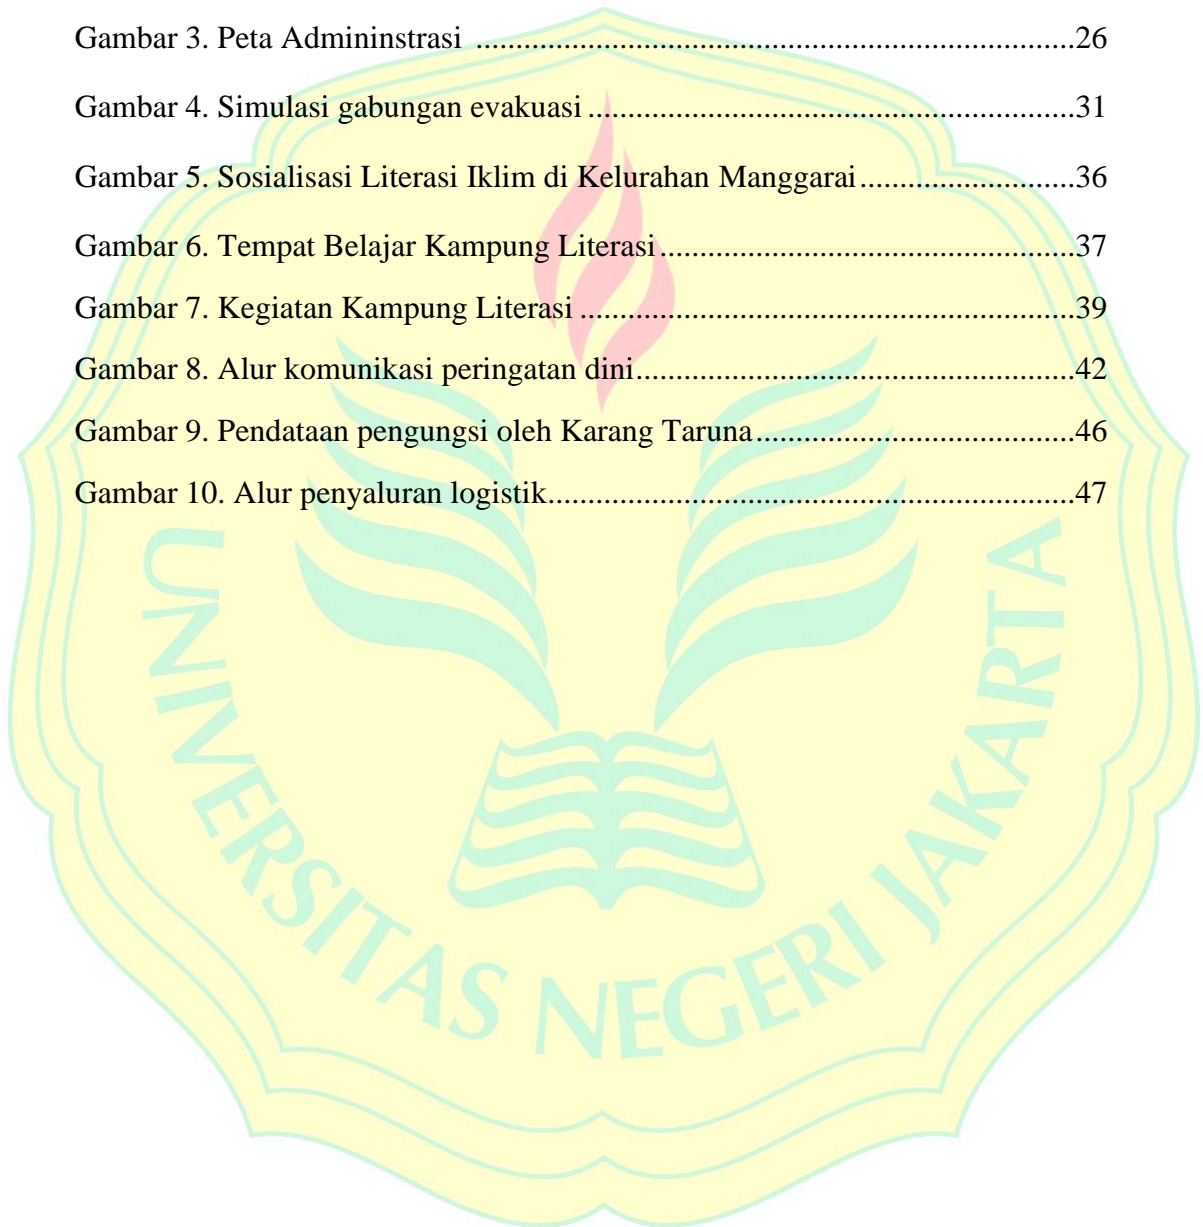 Gambar 3. Peta Admininstrasi ............................................................................26
Gambar 4. Simulasi gabungan evakuasi ..............................................................31
Gambar 5. Sosialisasi Literasi Iklim di Kelurahan Manggarai...........................36
Gambar 6. Tempat Belajar Kampung Literasi.....................................................37
Gambar 7. Kegiatan Kampung Literasi ...............................................................39
Gambar 8. Alur komunikasi peringatan dini........................................................42
Gambar 9. Pendataan pengungsi oleh Karang Taruna.........................................46
Gambar 10. Alur penyaluran logistik...................................................................47
UNIVERSITAS NEGERI JAKARTA